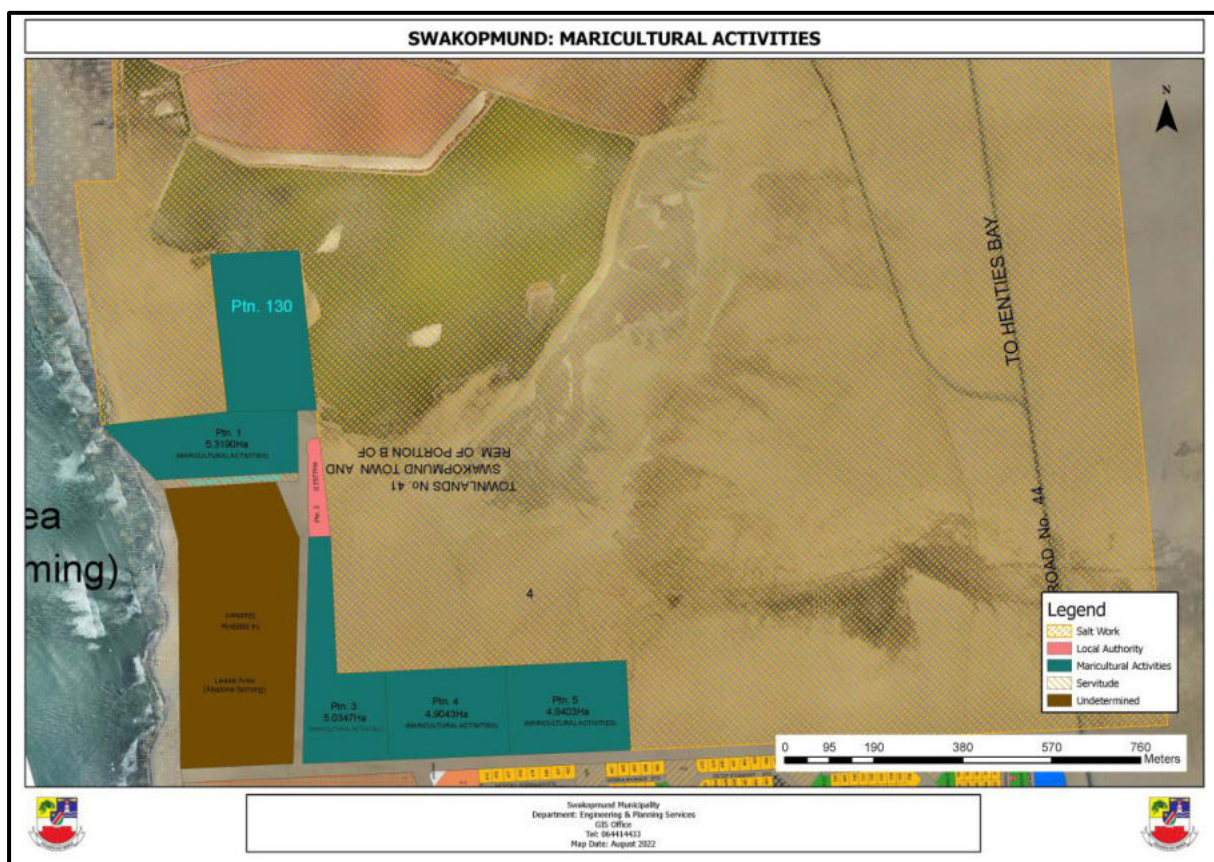 SWAKOPMUND: MARICULTURAL ACTIVITIES
N
Ptn. 130
TO HENTIES BAY
Ptn. 1
5.3190Ha
(MARICULTURAL ACTIVITIES)
REM. OF PORTION B OF
SWAKOPMUND TOWN AND
TOWNLANDS No. 41
Ptn. 2
ea
ming)
4
ROAD No. 44
Lease Area
(Abalone farming)
Ptn. 3
5.0347Ha
(MARICULTURAL ACTIVITIES)
Ptn. 4
4.9043Ha
(MARICULTURAL ACTIVITIES)
Ptn. 5
4.9403Ha
(MARICULTURAL ACTIVITIES)
Legend
Salt Work
Local Authority
Maricultural Activities
Servitude
Undetermined
0 95 190 380 570 760
Meters
Swakopmund Municipality
Department: Engineering & Planning Services
GIS Office
Tel: 064414433
Map Date: August 2022